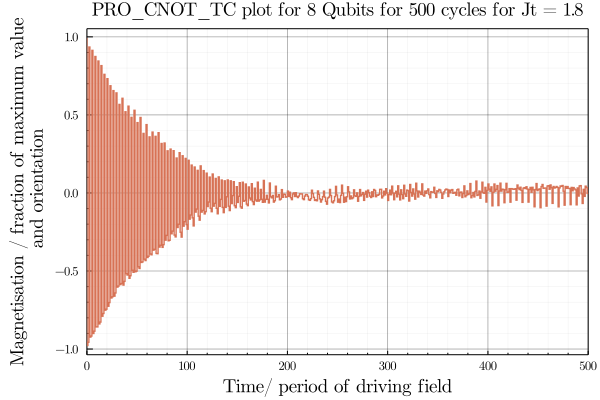 PRO_CNOT_TC plot for 8 Qubits for 500 cycles for Jt = 1.8
Magnetisation / fraction of maximum value
and orientation
1.0
0.5
0.0
−0.5
−1.0
0 100 200 300 400 500
Time/ period of driving field